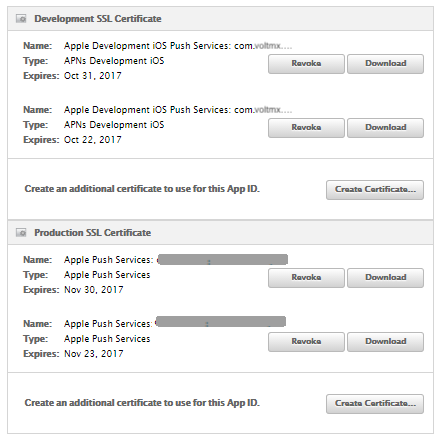 Development SSL Certificate
Name: Apple Development iOS Push Services: com.voltmx....
Type: APNs Development iOS
Expires: Oct 31, 2017
Revoke
Download
Name: Apple Development iOS Push Services: com.voltmx....
Type: APNs Development iOS
Expires: Oct 22, 2017
Revoke
Download
Create an additional certificate to use for this App ID.
Create Certificate...
Production SSL Certificate
Name: Apple Push Services:
Type: Apple Push Services
Expires: Nov 30, 2017
Revoke
Download
Name: Apple Push Services:
Type: Apple Push Services
Expires: Nov 23, 2017
Revoke
Download
Create an additional certificate to use for this App ID.
Create Certificate...